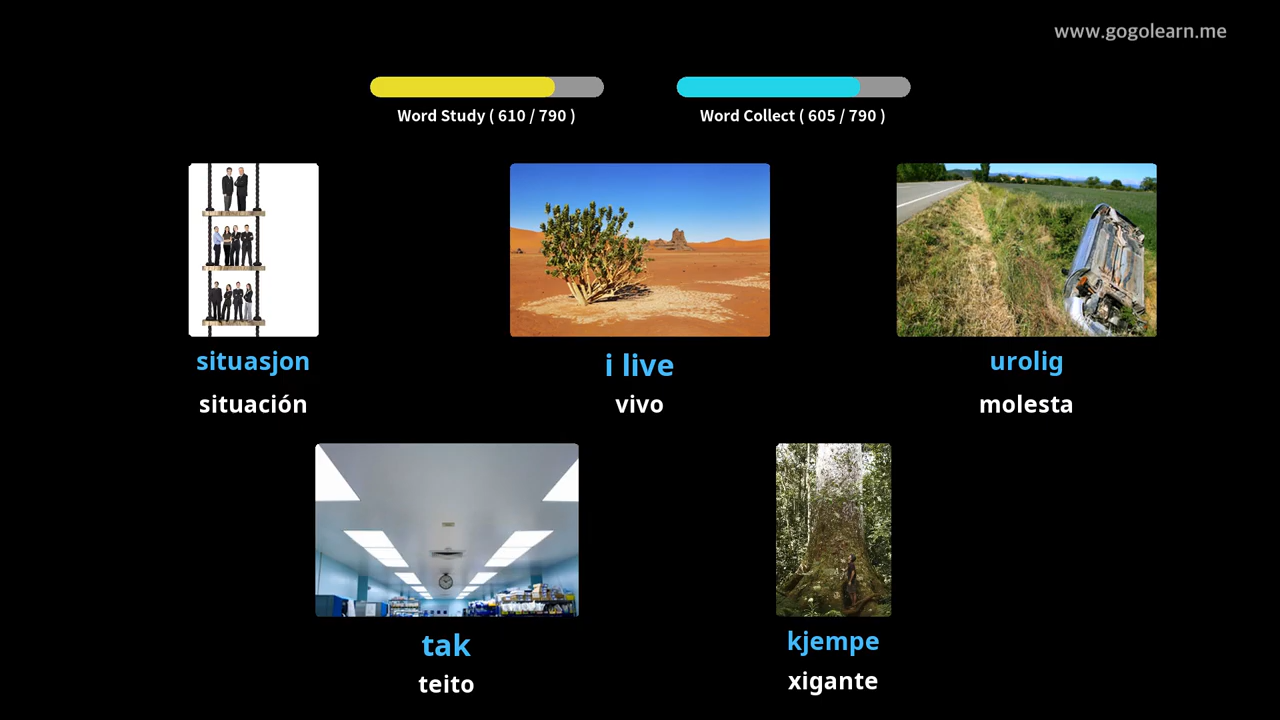 www.gogolearn.me
Word Study ( 610 / 790 )
Word Collect ( 605 / 790 )
situasjon
situación
i live
vivo
urolig
molesta
tak
teito
kjempe
xigante